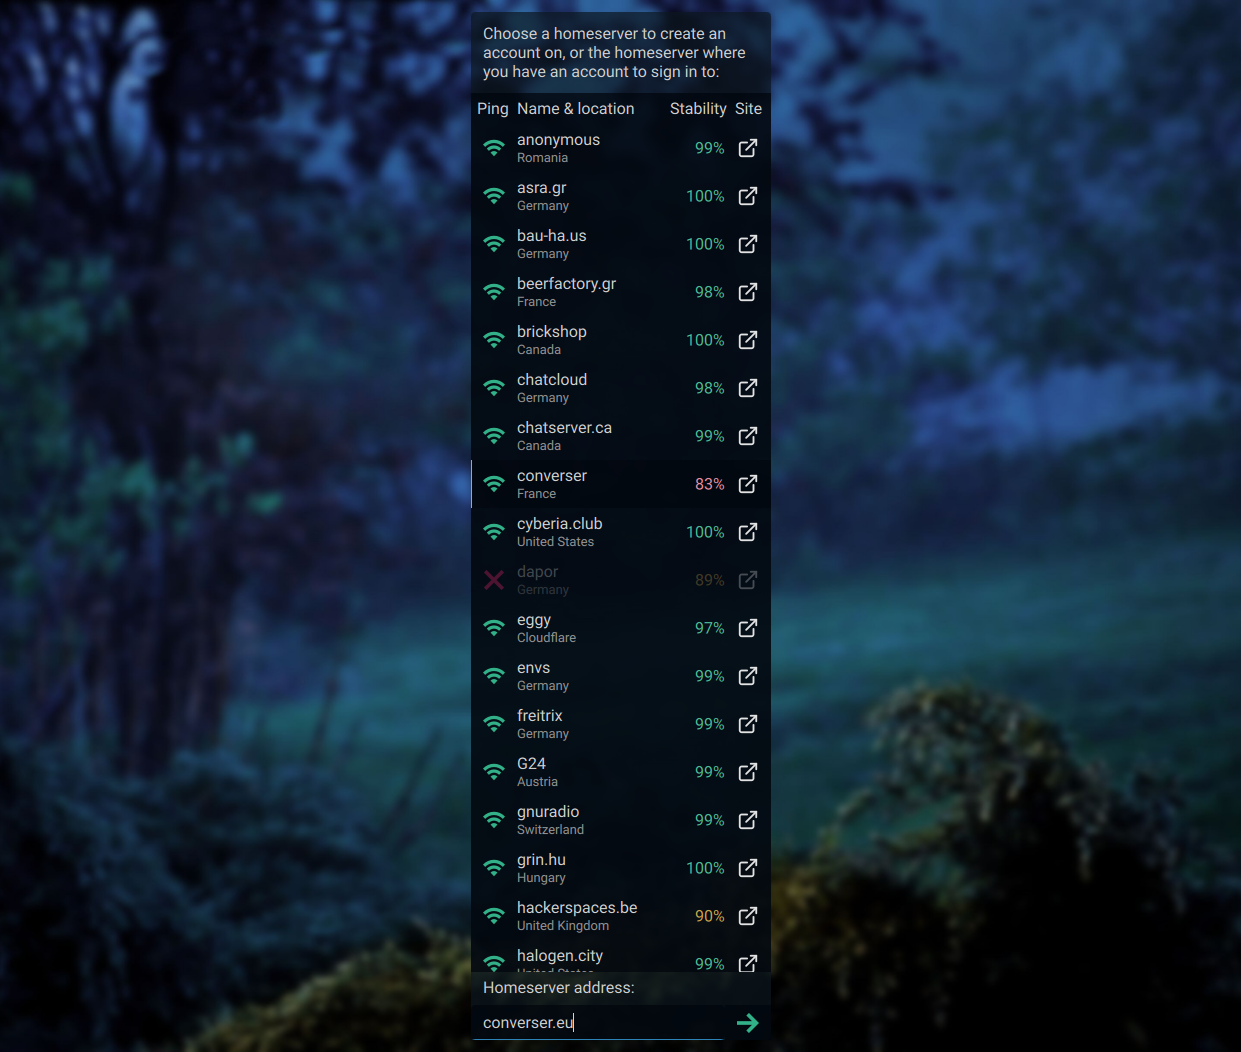 Choose a homeserver to create an
account on, or the homeserver where
you have an account to sign in to:
Ping Name & location Stability Site
anonymous 99%
Romania
asra.gr 100%
Germany
bau-ha.us 100%
Germany
beerfactory.gr 98%
France
brickshop 100%
Canada
chatcloud 98%
Germany
chatserver.ca 99%
Canada
converser 83%
France
cyberia.club 100%
United States
dapor 89%
Germany
eggy 97%
Cloudflare
envs 99%
Germany
freitrix 99%
Germany
G24 99%
Austria
gnuradio 99%
Switzerland
grin.hu 100%
Hungary
hackerspaces.be 90%
United Kingdom
halogen.city 99%
United States
Homeserver address:
converser.eu